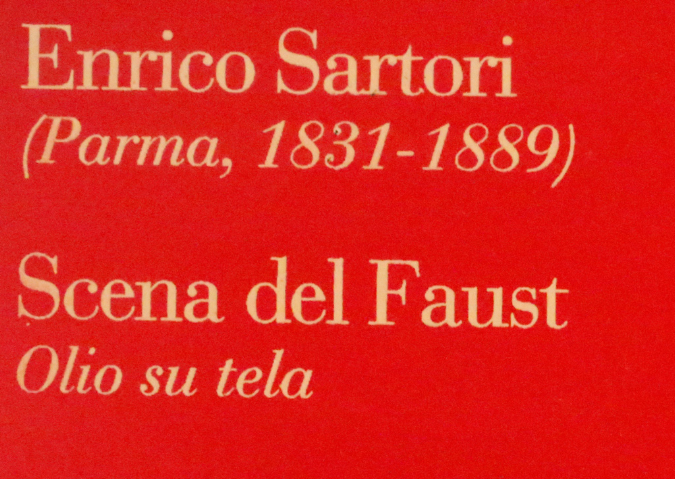 Enrico Sartori
(Parma, 1831-1889)
Scena del Faust
Olio su tela